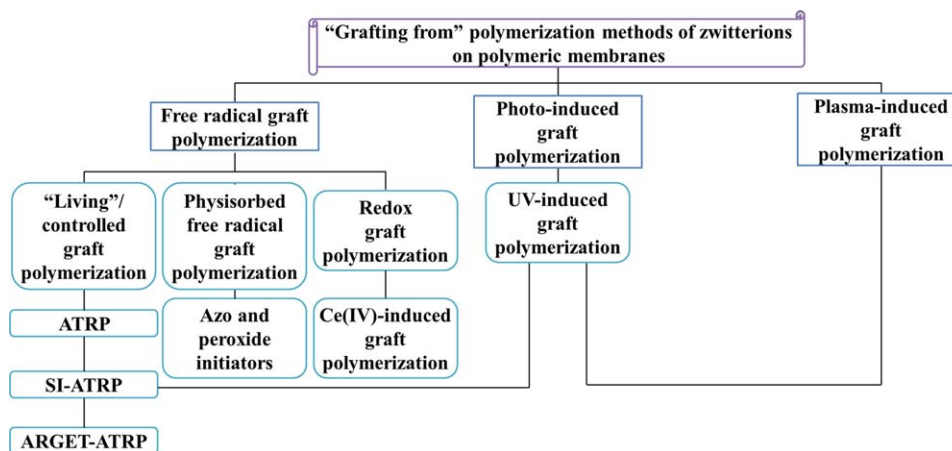 “Grafting from” polymerization methods of zwitterions
on polymeric membranes
Free radical graft
polymerization
Photo-induced
graft
polymerization
Plasma-induced
graft
polymerization
“Living”/
controlled
graft
polymerization
Physisorbed
free radical
graft
polymerization
Redox
graft
polymerization
UV-induced
graft
polymerization
ATRP
Azo and
peroxide
initiators
Ce(IV)-induced
graft
polymerization
SI-ATRP
ARGET-ATRP